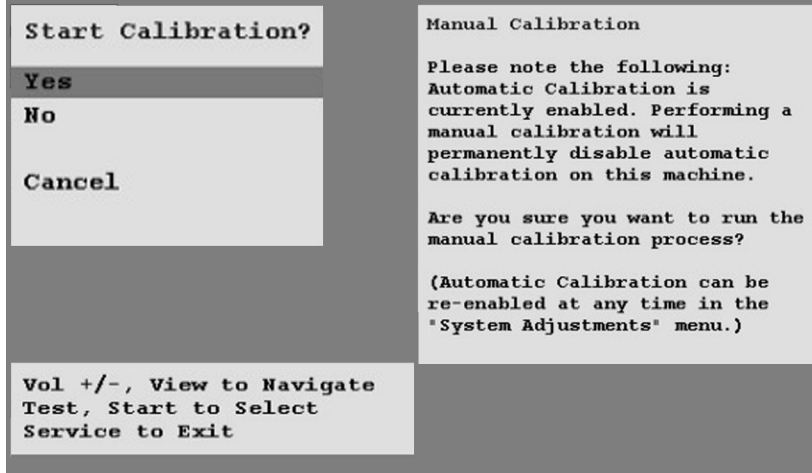 Start Calibration?
Yes
No
Cancel
Manual Calibration
Please note the following:
Automatic Calibration is
currently enabled. Performing a
manual calibration will
permanently disable automatic
calibration on this machine.
Are you sure you want to run the
manual calibration process?
(Automatic Calibration can be
re-enabled at any time in the
"System Adjustments" menu.)
Vol +/-, View to Navigate
Test, Start to Select
Service to Exit